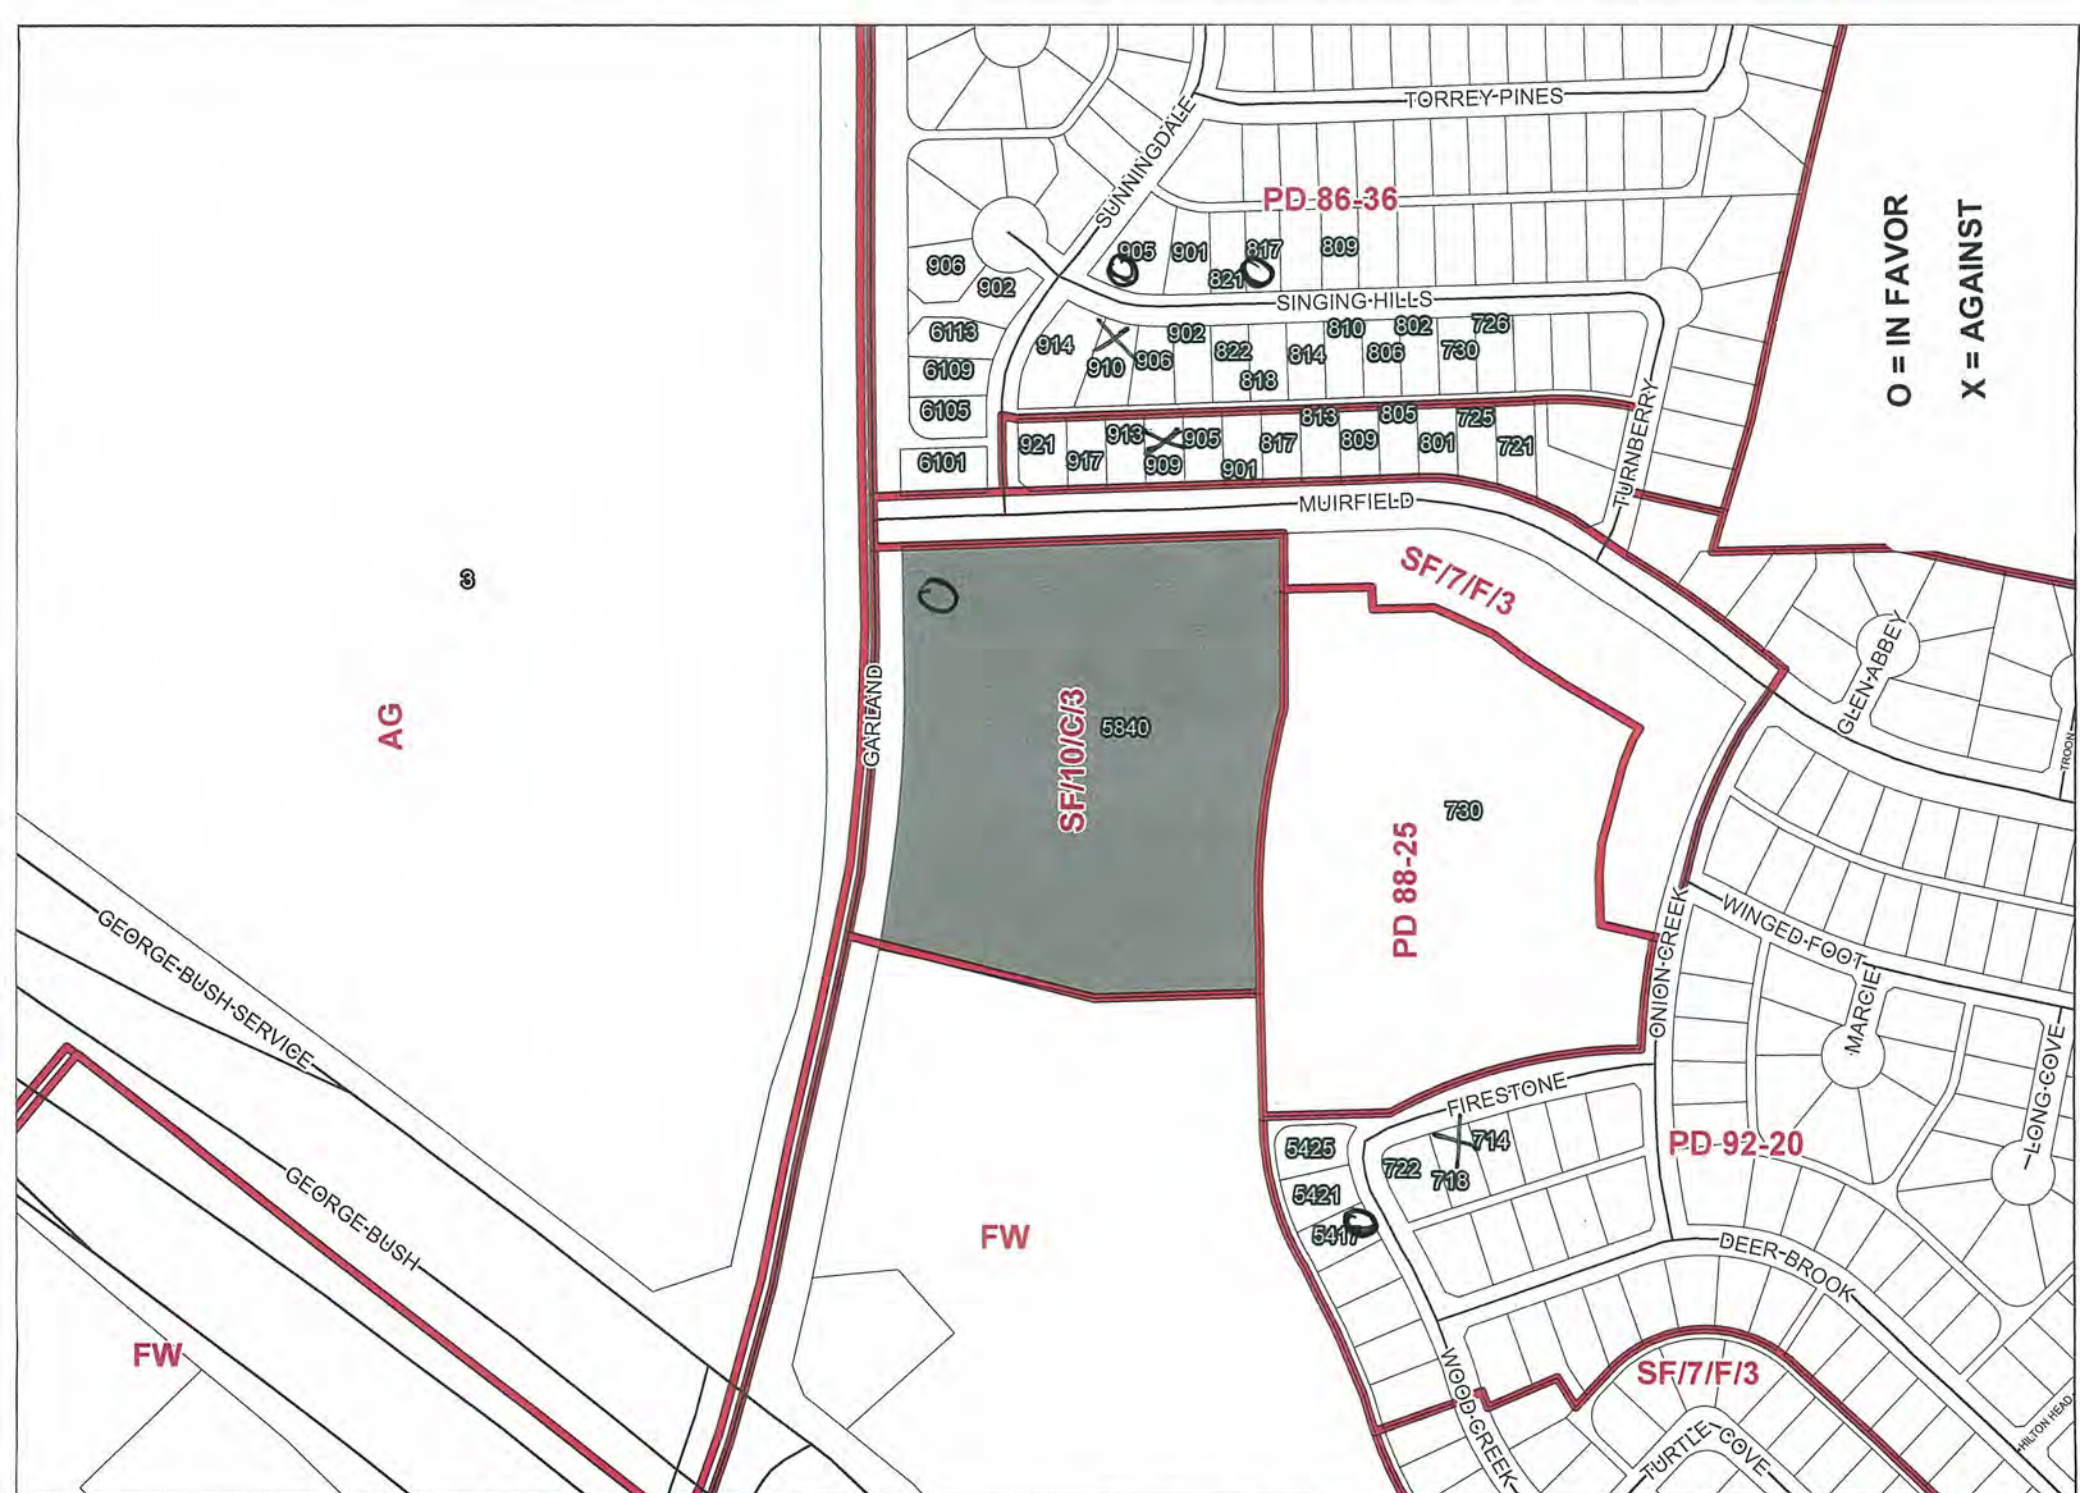 TORREY-PINES
SUNNINGDALE
PD 86-36
O = IN FAVOR
X = AGAINST
905
901
817
809
821
O
O
906
902
SINGING-HILLS
6113
6109
6105
6101
914
X
910
906
902
822
818
814
810
806
802
730
726
TURNBERRY
921
917
913
X
909
905
901
817
813
809
805
801
725
721
MUIRFIELD
3
AG
GARLAND
O
SF/10/C/3
5840
SF/7/F/3
730
PD 88-25
GLEN-ABBEY
TROON
GEORGE-BUSH-SERVICE
GEORGE-BUSH
ONION-CREEK
WINGED-FOOT
MARCIE
LONG-COVE
FIRESTONE
PD 92-20
5425
5421
5417
O
722
718
X
714
FW
FW
DEER-BROOK
SF/7/F/3
WOOD-CREEK
TURTLE-COVE
HILTON HEAD